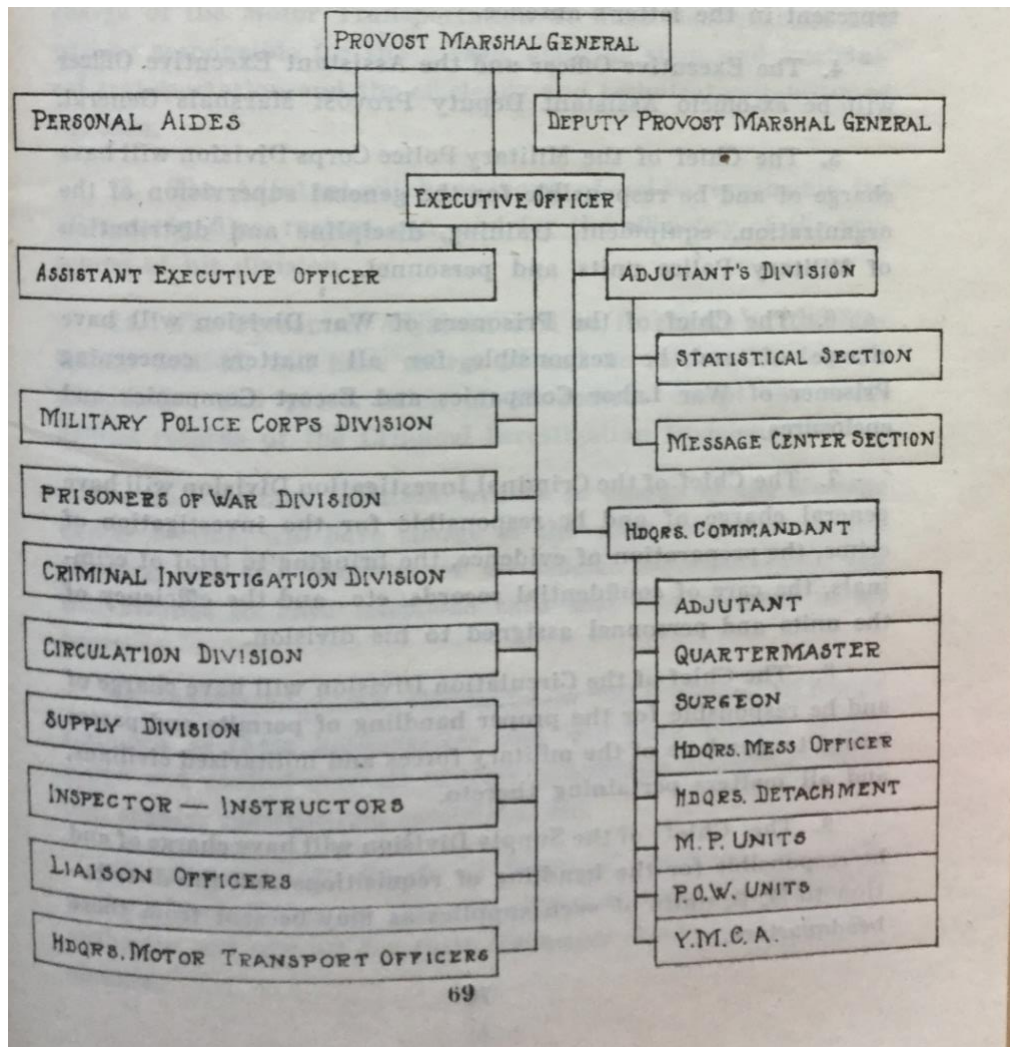 PROVOST MARSHAL GENERAL
PERSONAL AIDES
DEPUTY PROVOST MARSHAL GENERAL
EXECUTIVE OFFICER
ASSISTANT EXECUTIVE OFFICER
ADJUTANT'S DIVISION
STATISTICAL SECTION
MESSAGE CENTER SECTION
MILITARY POLICE CORPS DIVISION
PRISONERS OF WAR DIVISION
CRIMINAL INVESTIGATION DIVISION
CIRCULATION DIVISION
SUPPLY DIVISION
INSPECTOR — INSTRUCTORS
LIAISON OFFICERS
HDQRS. MOTOR TRANSPORT OFFICERS
HDQRS. COMMANDANT
ADJUTANT
QUARTERMASTER
SURGEON
HDQRS. MESS OFFICER
HDQRS. DETACHMENT
M.P. UNITS
P.O.W. UNITS
Y.M.C.A.
69